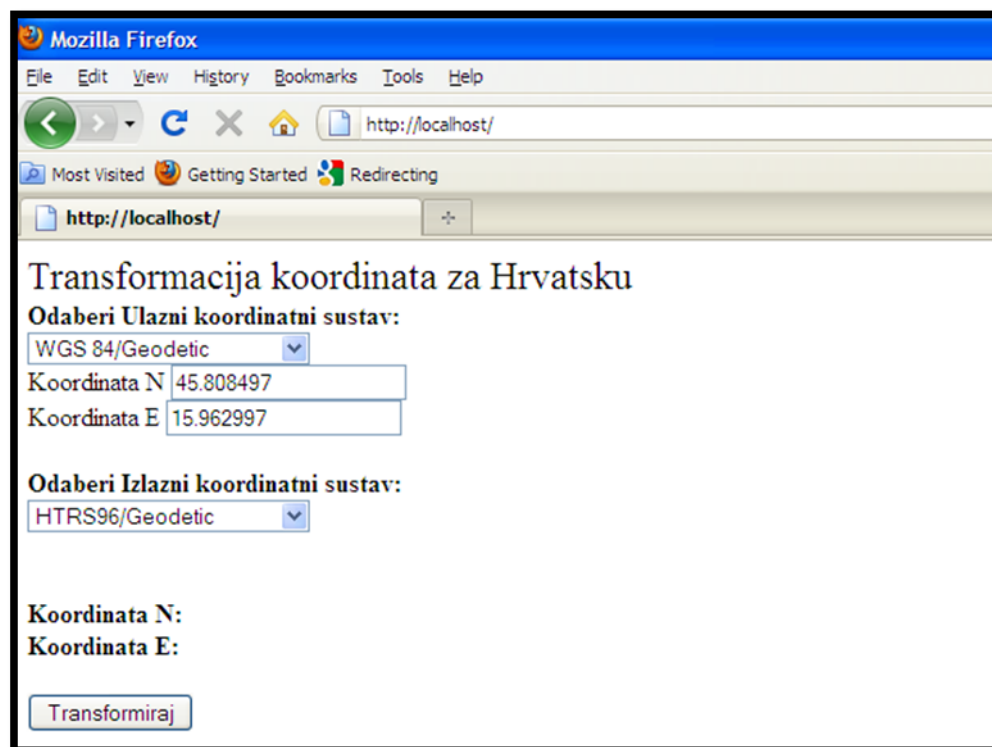 Mozilla Firefox
File Edit View History Bookmarks Tools Help
http://localhost/
Most Visited Getting Started Redirecting
http://localhost/
Transformacija koordinata za Hrvatsku
Odaberi Ulazni koordinatni sustav:
WGS 84/Geodetic
Koordinata N 45.808497
Koordinata E 15.962997
Odaberi Izlazni koordinatni sustav:
HTRS96/Geodetic
Koordinata N:
Koordinata E:
Transformiraj